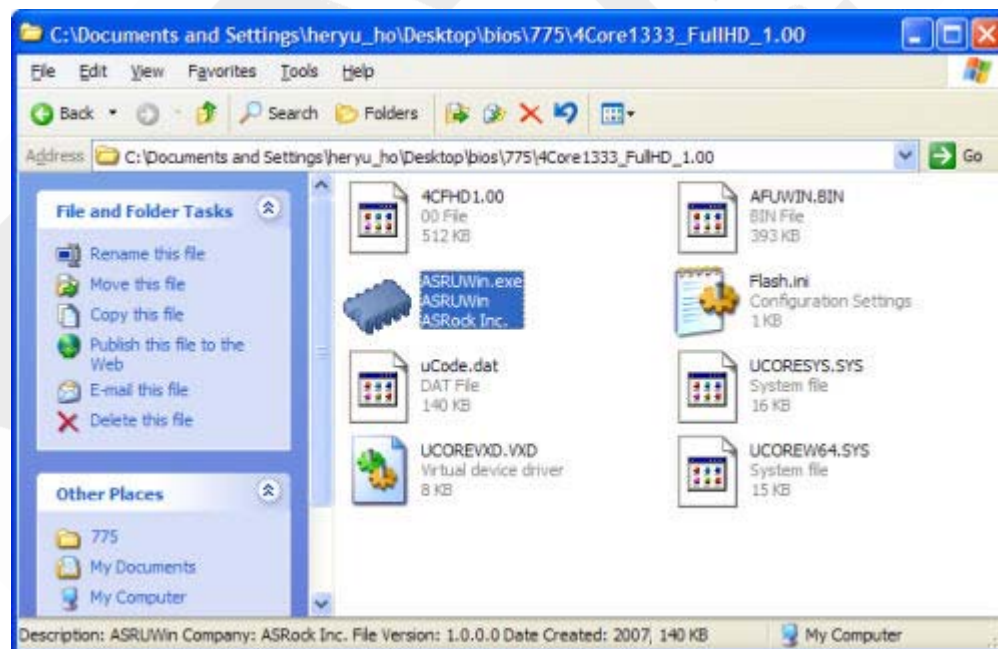 C:\Documents and Settings\heryu_ho\Desktop\bios\775\4Core1333_FullHD_1.00
File Edit View Favorites Tools Help
Back Search Folders
Address C:\Documents and Settings\heryu_ho\Desktop\bios\775\4Core1333_FullHD_1.00 Go
File and Folder Tasks
Rename this file
Move this file
Copy this file
Publish this file to the
Web
E-mail this file
Delete this file
Other Places
775
My Documents
My Computer
4CFHD1.00
00 File
512 KB
AFUWIN.BIN
BIN File
393 KB
ASRUWin.exe
ASRUWin
ASRock Inc.
Flash.ini
Configuration Settings
1 KB
uCode.dat
DAT File
140 KB
UCORESYS.SYS
System file
16 KB
UCOREVXD.VXD
Virtual device driver
8 KB
UCOREW64.SYS
System file
15 KB
Description: ASRUWin Company: ASRock Inc. File Version: 1.0.0.0 Date Created: 2007, 140 KB My Computer